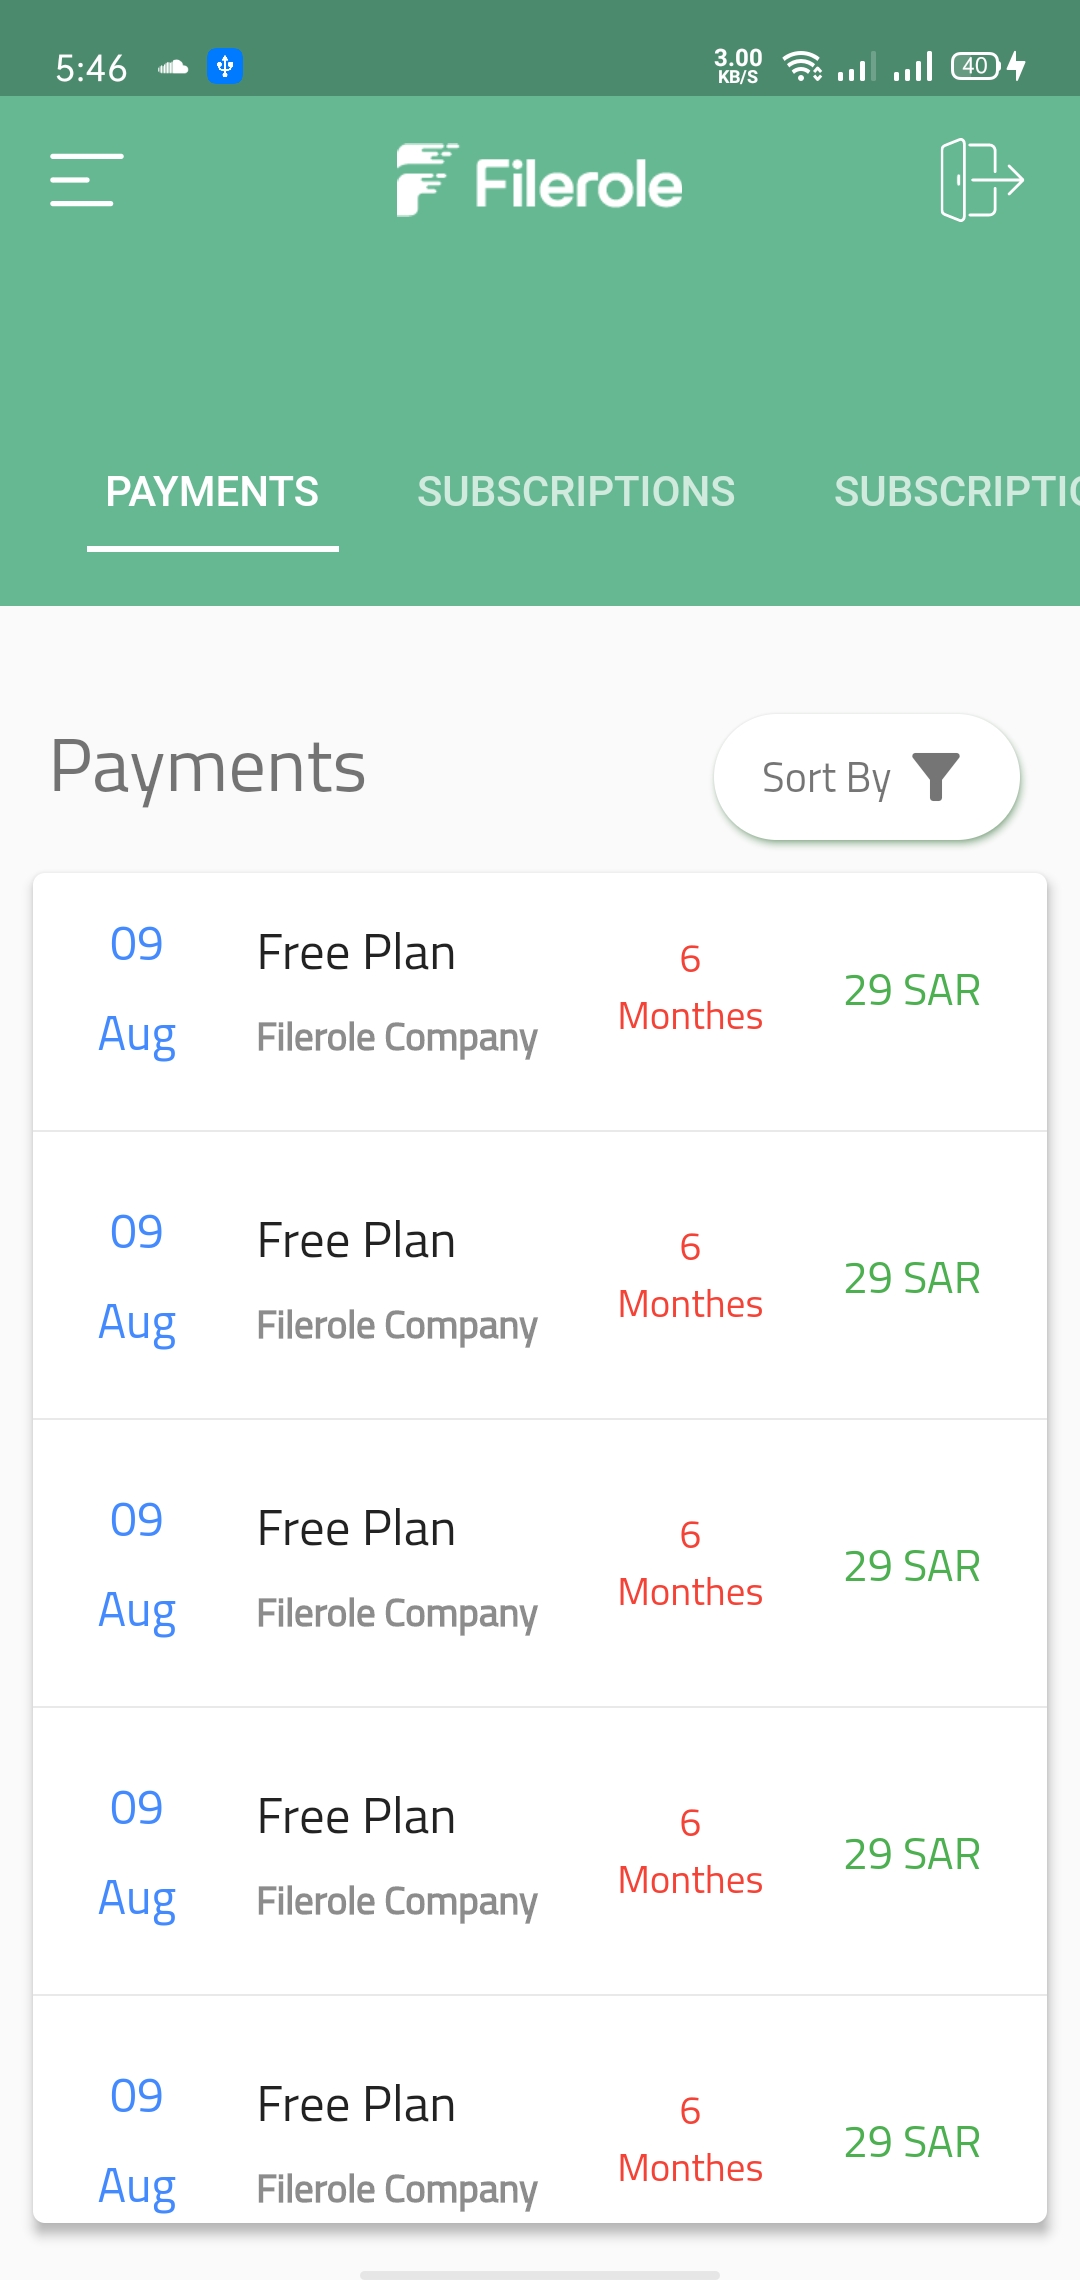 5:46
3.00
KB/S
40
Filerole
PAYMENTS SUBSCRIPTIONS SUBSCRIPTIO
Payments
Sort By
09
Aug
Free Plan
Filerole Company
6
Monthes
29 SAR
09
Aug
Free Plan
Filerole Company
6
Monthes
29 SAR
09
Aug
Free Plan
Filerole Company
6
Monthes
29 SAR
09
Aug
Free Plan
Filerole Company
6
Monthes
29 SAR
09
Aug
Free Plan
Filerole Company
6
Monthes
29 SAR